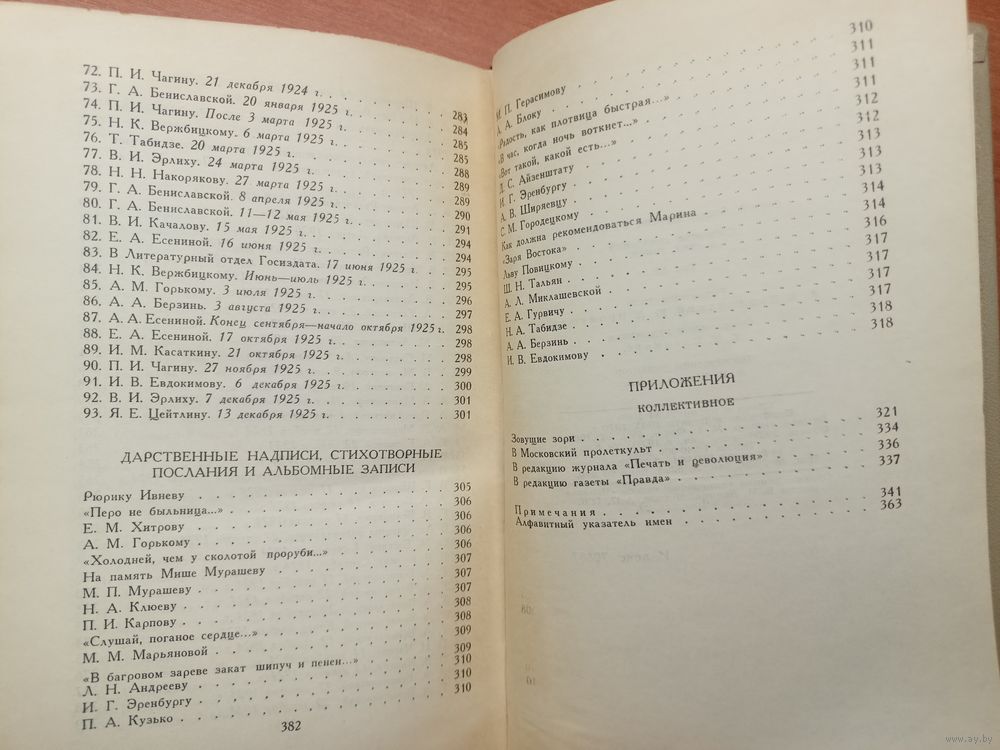 72. П. И. Чагину. 21 декабря 1924 г. 283
73. Г. А. Бениславской. 20 января 1925 г. 284
74. П. И. Чагину. После 3 марта 1925 г. 285
75. Н. К. Вержбицкому. 6 марта 1925 г. 285
76. Т. Табидзе. 20 марта 1925 г. 288
77. В. И. Эрлиху. 24 марта 1925 г. 289
78. Н. Н. Накорякову. 27 марта 1925 г. 289
79. Г. А. Бениславской. 8 апреля 1925 г. 290
80. Г. А. Бениславской. 11—12 мая 1925 г. 291
81. В. И. Качалову. 15 мая 1925 г. 294
82. Е. А. Есениной. 16 июня 1925 г. 294
83. В Литературный отдел Госиздата. 17 июня 1925 г. 295
84. Н. К. Вержбицкому. Июнь—июль 1925 г. 295
85. А. М. Горькому. 3 июля 1925 г. 296
86. А. А. Берзинь. 3 августа 1925 г. 297
87. А. А. Есениной. Конец сентября—начало октября 1925 г. 298
88. Е. А. Есениной. 17 октября 1925 г. 298
89. И. М. Касаткину. 21 октября 1925 г. 298
90. П. И. Чагину. 27 ноября 1925 г. 299
91. И. В. Евдокимову. 6 декабря 1925 г. 300
92. В. И. Эрлиху. 7 декабря 1925 г. 301
93. Я. Е. Цейтлину. 13 декабря 1925 г. 301
ДАРСТВЕННЫЕ НАДПИСИ, СТИХОТВОРНЫЕ
ПОСЛАНИЯ И АЛЬБОМНЫЕ ЗАПИСИ
Рюрику Ивневу 305
«Перо не быльница...» 306
Е. М. Хитрову 306
А. М. Горькому 306
«Холодней, чем у сколотой проруби...» 306
На память Мише Мурашеву 307
М. П. Мурашеву 307
Н. А. Клюеву 307
П. И. Карпову 308
«Слушай, поганое сердце...» 308
М. М. Марьяновой 309
«В багровом зареве закат шипуч и пенен...» 309
Л. Н. Андрееву 310
И. Г. Эренбургу 310
П. А. Кузько 310
382
М. П. Герасимову 310
А. А. Блоку 311
«Радость, как плотвица быстрая...» 311
«В час, когда ночь воткнет...» 311
«Вот такой, какой есть...» 312
Д. С. Айзенштату 312
И. Г. Эренбургу 313
А. В. Ширяевцу 313
С. М. Городецкому 313
Как должна рекомендоваться Марина 314
«Заря Востока» 314
Льву Повицкому 316
Ш. Н. Тальян 317
А. Л. Миклашевской 317
Е. А. Гурвичу 317
Н. А. Табидзе 317
А. А. Берзинь 318
И. В. Евдокимову 318
ПРИЛОЖЕНИЯ
КОЛЛЕКТИВНОЕ
Зовущие зори 321
В Московский пролеткульт 334
В редакцию журнала «Печать и революция» 336
В редакцию газеты «Правда» 337
Примечания 341
Алфавитный указатель имен 363
www.ay.by